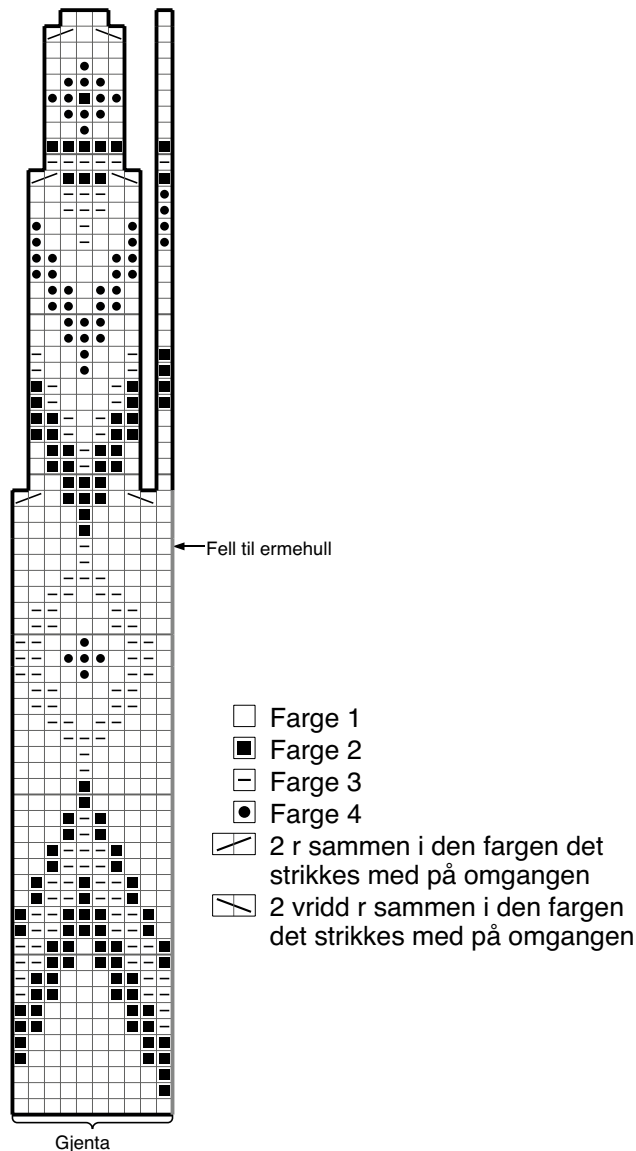 Fell til ermehull
Farge 1
Farge 2
Farge 3
Farge 4
2 r sammen i den fargen det
strikkes med på omgangen
2 vridd r sammen i den fargen
det strikkes med på omgangen
Gjenta